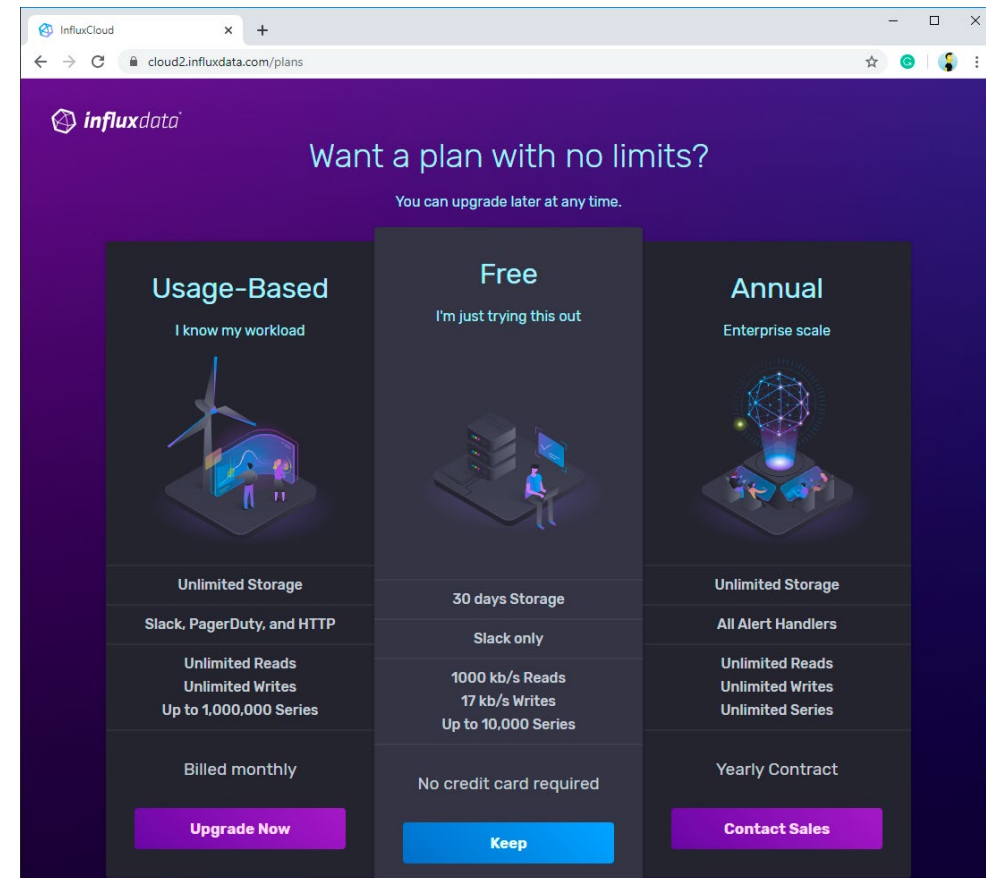 InfluxCloud
cloud2.influxdata.com/plans
influxdata
Want a plan with no limits?
You can upgrade later at any time.
Usage-Based
I know my workload
Unlimited Storage
Slack, PagerDuty, and HTTP
Unlimited Reads
Unlimited Writes
Up to 1,000,000 Series
Billed monthly
Upgrade Now
Free
I'm just trying this out
30 days Storage
Slack only
1000 kb/s Reads
17 kb/s Writes
Up to 10,000 Series
No credit card required
Keep
Annual
Enterprise scale
Unlimited Storage
All Alert Handlers
Unlimited Reads
Unlimited Writes
Unlimited Series
Yearly Contract
Contact Sales